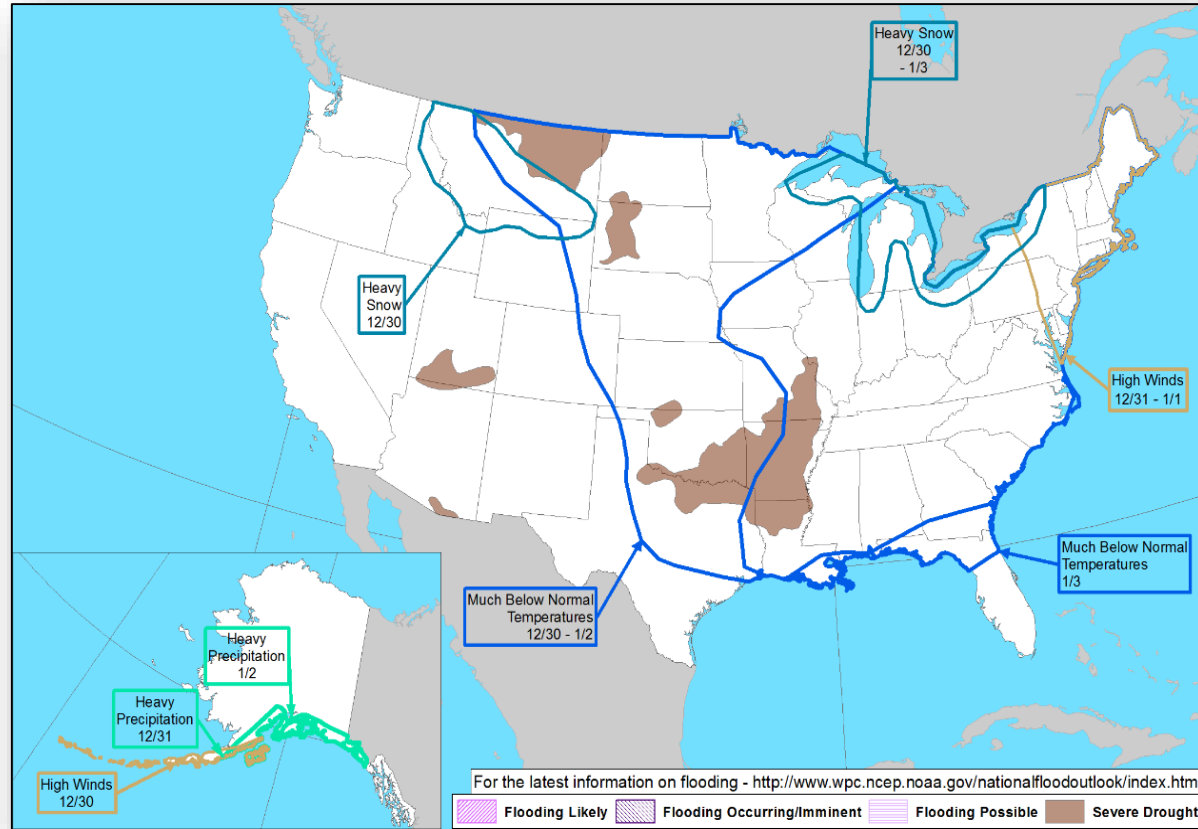 Heavy Snow
12/30
- 1/3
Heavy
Snow
12/30
High Winds
12/31 - 1/1
Much Below Normal
Temperatures
1/3
Much Below Normal
Temperatures
12/30 - 1/2
Heavy
Precipitation
1/2
Heavy
Precipitation
12/31
High Winds
12/30
For the latest information on flooding - http://www.wpc.ncep.noaa.gov/nationalfloodoutlook/index.htm
Flooding Likely
Flooding Occurring/Imminent
Flooding Possible
Severe Drought